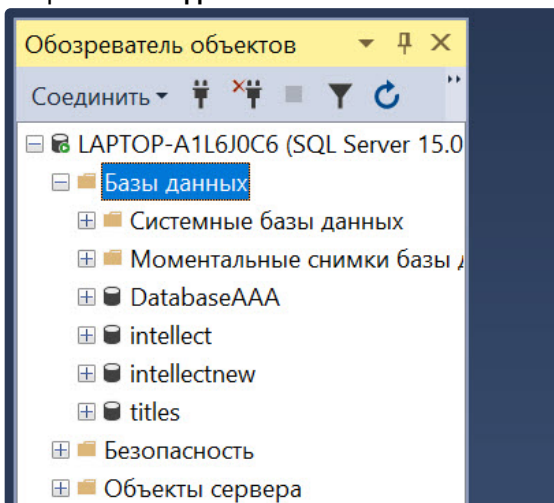 Обозреватель объектов
Соединить
LAPTOP-A1L6J0C6 (SQL Server 15.0
Базы данных
Системные базы данных
Моментальные снимки базы
DatabaseAAA
intellect
intellectnew
titles
Безопасность
Объекты сервера